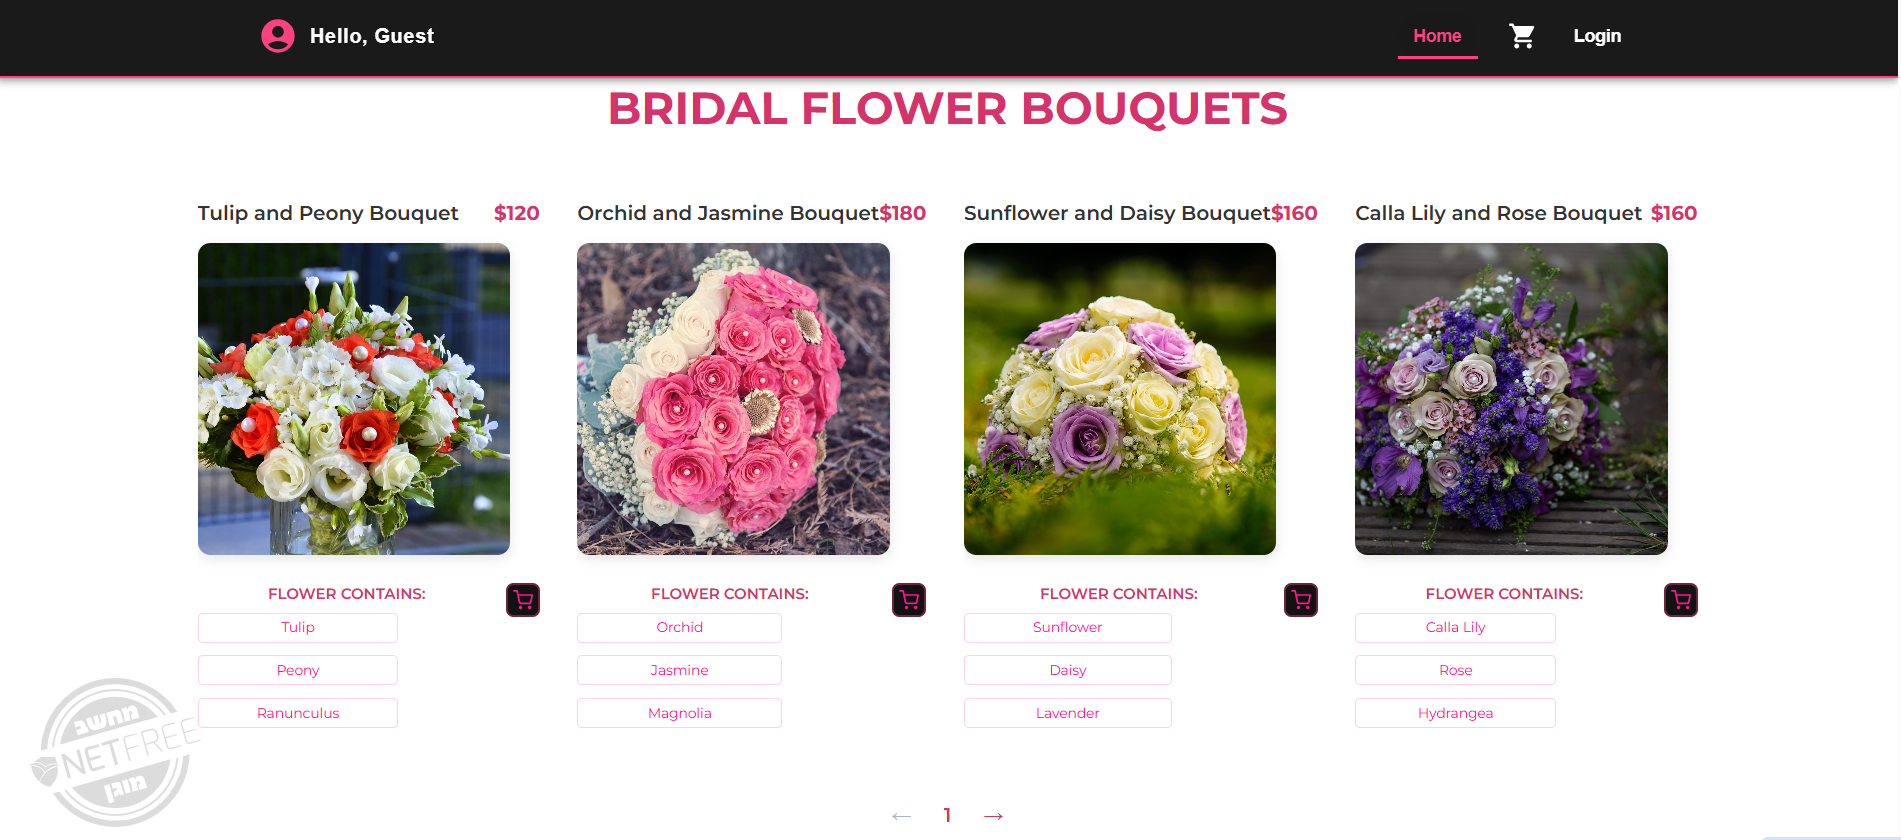 Hello, Guest
Home
Login
BRIDAL FLOWER BOUQUETS
Tulip and Peony Bouquet $120
Orchid and Jasmine Bouquet$180
Sunflower and Daisy Bouquet$160
Calla Lily and Rose Bouquet $160
FLOWER CONTAINS:
Tulip
Peony
Ranunculus
FLOWER CONTAINS:
Orchid
Jasmine
Magnolia
FLOWER CONTAINS:
Sunflower
Daisy
Lavender
FLOWER CONTAINS:
Calla Lily
Rose
Hydrangea
מחשב
NETFREE
מוגן
← 1 →